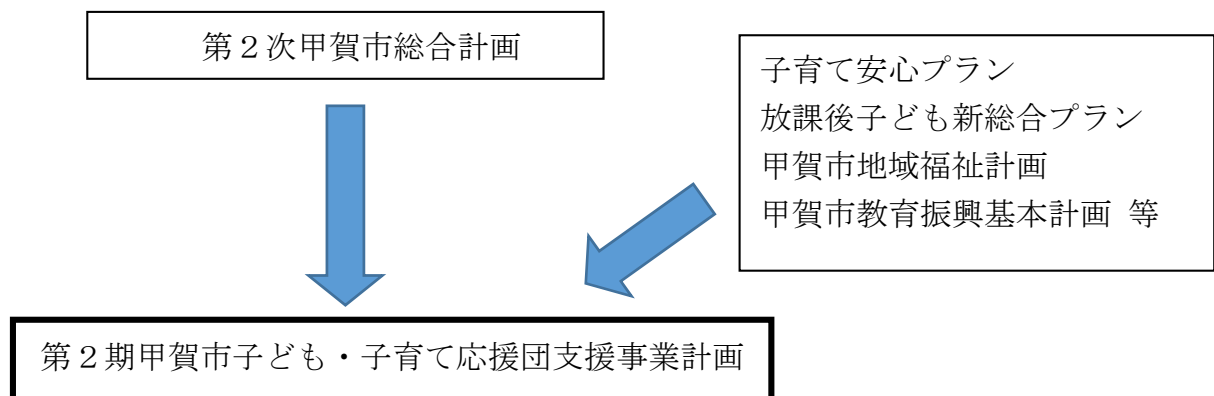 第２次甲賀市総合計画
子育て安心プラン
放課後子ども新総合プラン
甲賀市地域福祉計画
甲賀市教育振興基本計画 等
第２期甲賀市子ども・子育て応援団支援事業計画